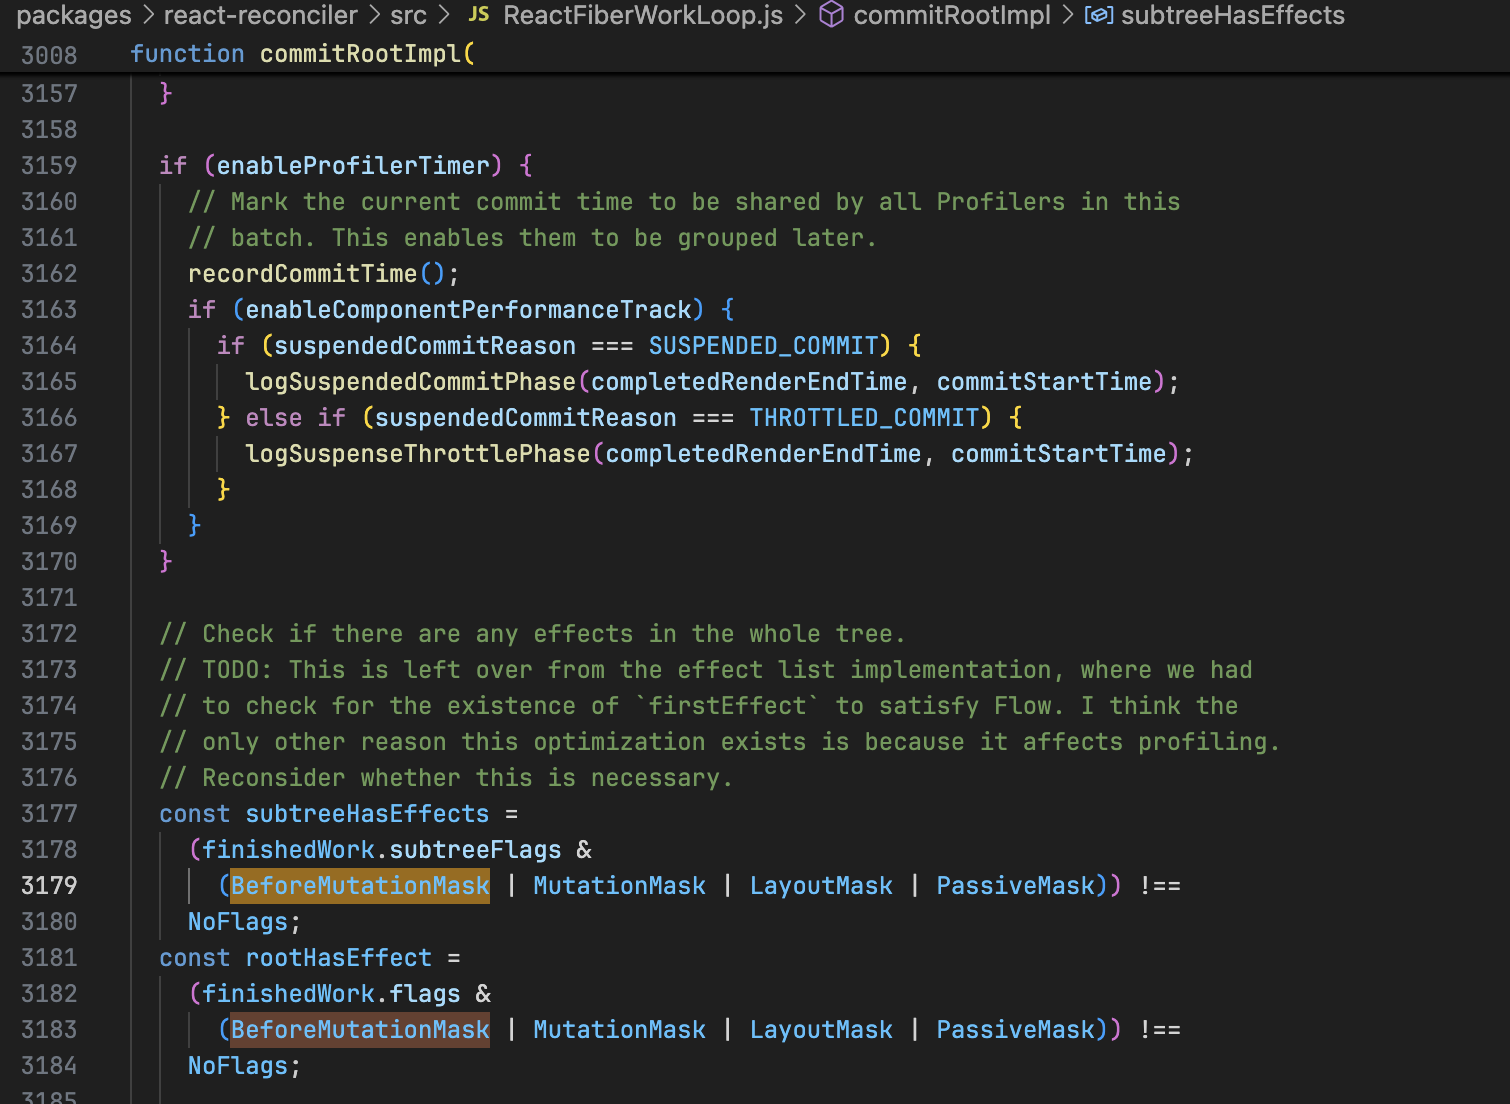 packages > react-reconciler > src > JS ReactFiberWorkLoop.js > commitRootImpl > subtreeHasEffects
3008 function commitRootImpl(
3157 }
3158
3159 if (enableProfilerTimer) {
3160 // Mark the current commit time to be shared by all Profilers in this
3161 // batch. This enables them to be grouped later.
3162 recordCommitTime();
3163 if (enableComponentPerformanceTrack) {
3164 if (suspendedCommitReason === SUSPENDED_COMMIT) {
3165 logSuspendedCommitPhase(completedRenderEndTime, commitStartTime);
3166 } else if (suspendedCommitReason === THROTTLED_COMMIT) {
3167 logSuspenseThrottlePhase(completedRenderEndTime, commitStartTime);
3168 }
3169 }
3170 }
3171
3172 // Check if there are any effects in the whole tree.
3173 // TODO: This is left over from the effect list implementation, where we had
3174 // to check for the existence of `firstEffect` to satisfy Flow. I think the
3175 // only other reason this optimization exists is because it affects profiling.
3176 // Reconsider whether this is necessary.
3177 const subtreeHasEffects =
3178 (finishedWork.subtreeFlags &
3179 (BeforeMutationMask | MutationMask | LayoutMask | PassiveMask)) !==
3180 NoFlags;
3181 const rootHasEffect =
3182 (finishedWork.flags &
3183 (BeforeMutationMask | MutationMask | LayoutMask | PassiveMask)) !==
3184 NoFlags;
3185